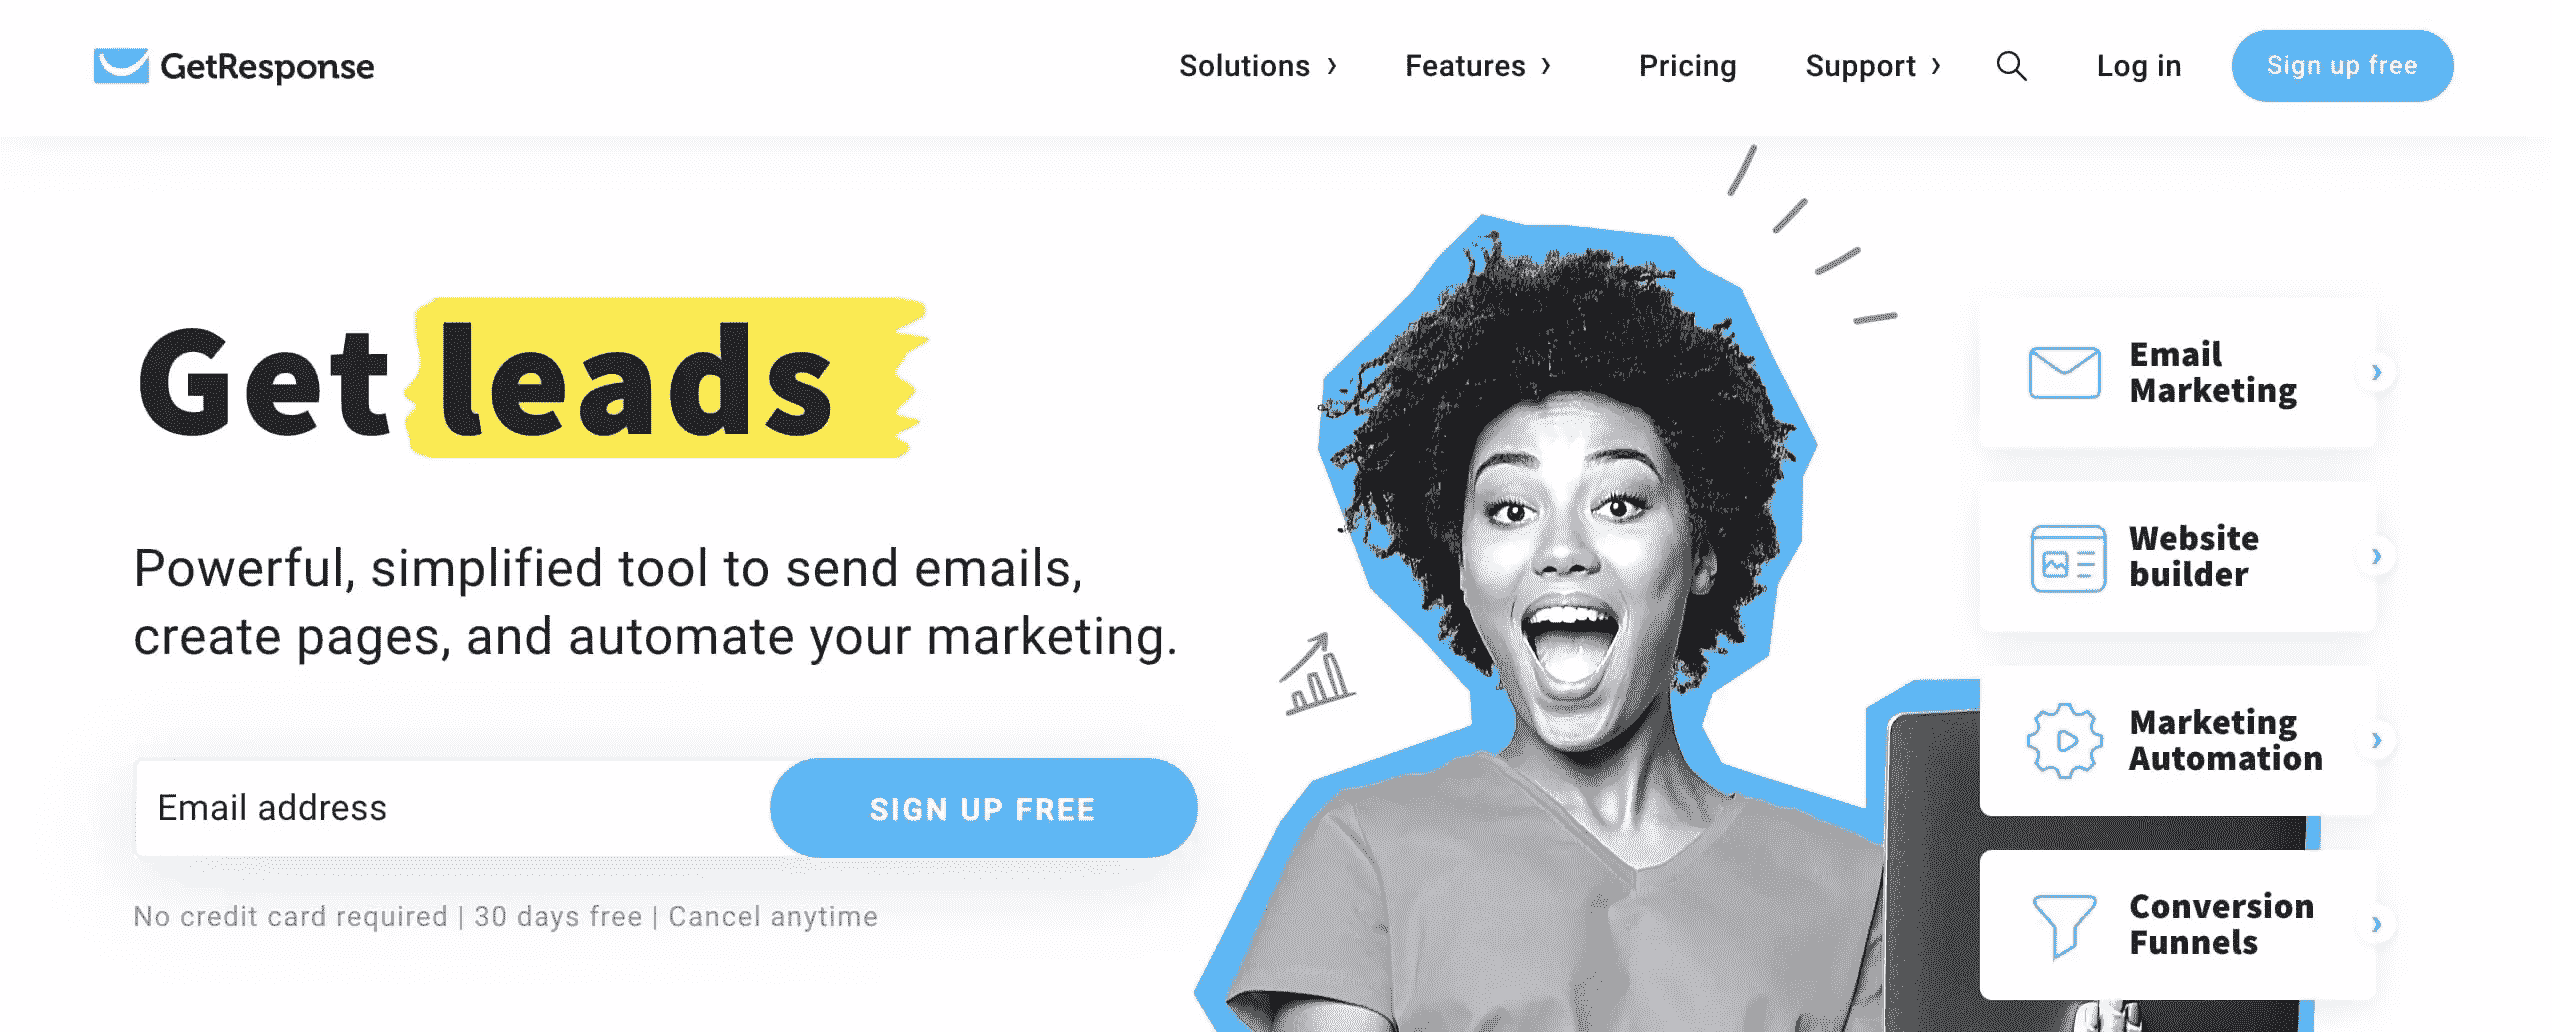 GetResponse
Solutions
Features
Pricing
Support
Log in
Sign up free
Get leads
Powerful, simplified tool to send emails,
create pages, and automate your marketing.
Email address
SIGN UP FREE
No credit card required | 30 days free | Cancel anytime
Email
Marketing
Website
builder
Marketing
Automation
Conversion
Funnels